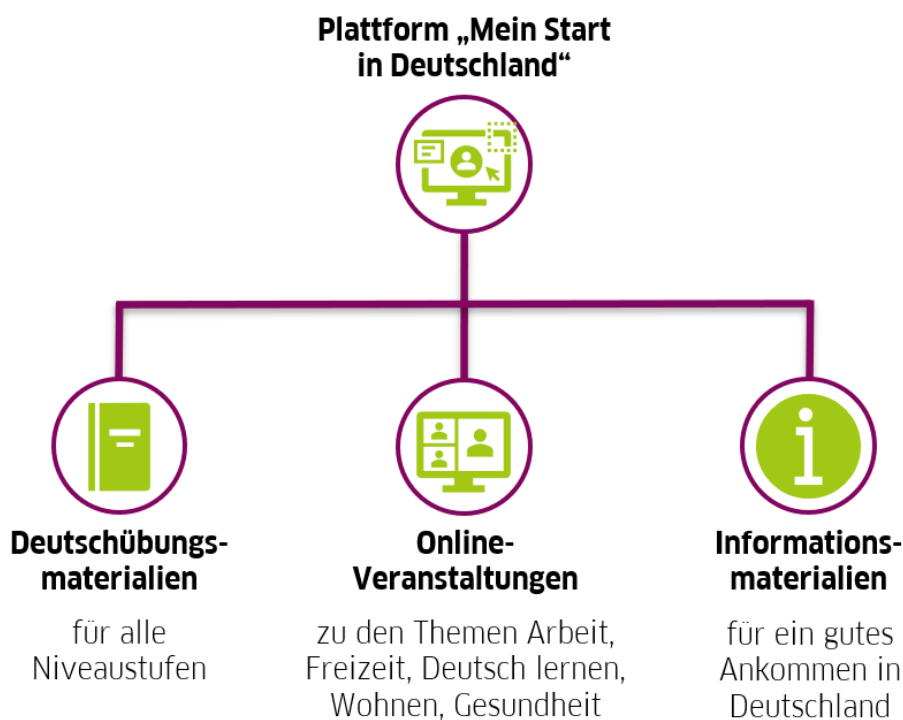 Plattform „Mein Start
in Deutschland“
Deutschübungs-
materialien
für alle
Niveaustufen
Online-
Veranstaltungen
zu den Themen Arbeit,
Freizeit, Deutsch lernen,
Wohnen, Gesundheit
Informations-
materialien
für ein gutes
Ankommen in
Deutschland